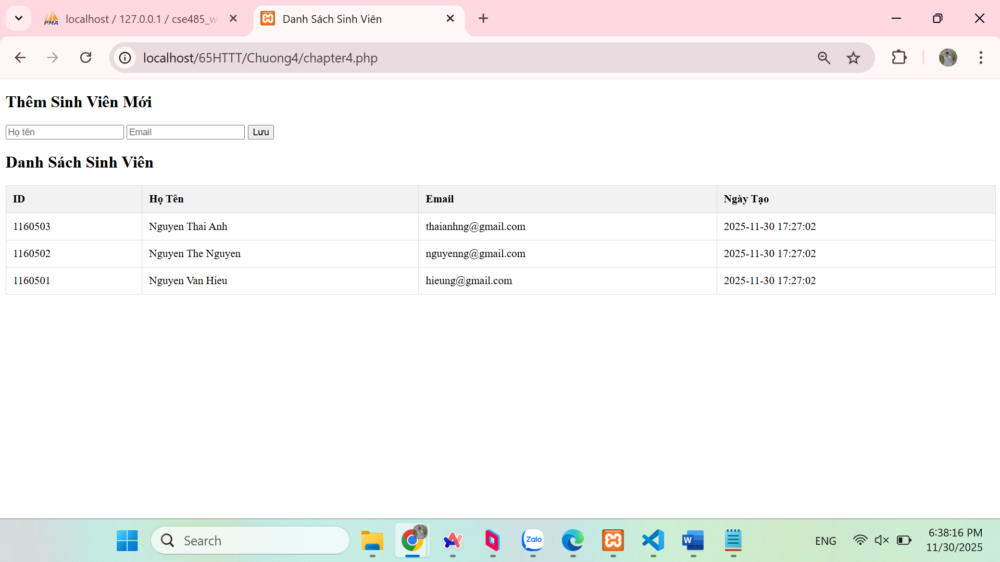 PMA localhost / 127.0.0.1 / cse485_w
Danh Sách Sinh Viên
localhost/65HTTT/Chuong4/chapter4.php
Thêm Sinh Viên Mới
Họ tên Email Lưu
Danh Sách Sinh Viên
ID Họ Tên Email Ngày Tạo
1160503 Nguyen Thai Anh thaianhng@gmail.com 2025-11-30 17:27:02
1160502 Nguyen The Nguyen nguyenng@gmail.com 2025-11-30 17:27:02
1160501 Nguyen Van Hieu hieung@gmail.com 2025-11-30 17:27:02
Search
Zalo
W
ENG
6:38:16 PM
11/30/2025